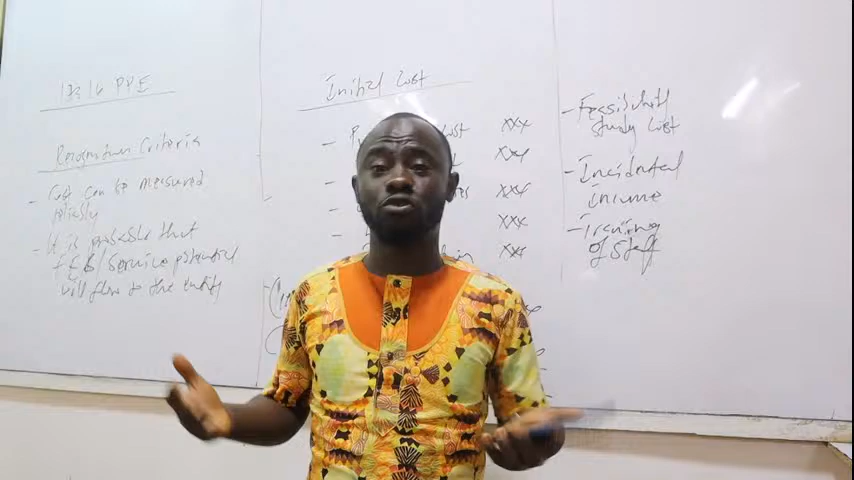 IAS 16 PPE
Recognition Criteria
- Cost can be measured
reliably
- It is possible that
FEB/Service potential
will flow to the entity
Initial Cost
- Cost xxx
- xxx
- xxx
- xxx
xxx
- Feasibility
Study Cost
- Incidental
income
- Training
of Staff